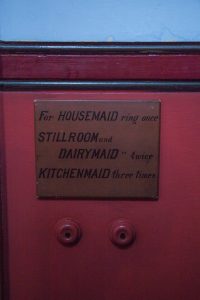 For HOUSEMAID ring once
STILLROOM and
DAIRYMAID " twice
KITCHENMAID three times